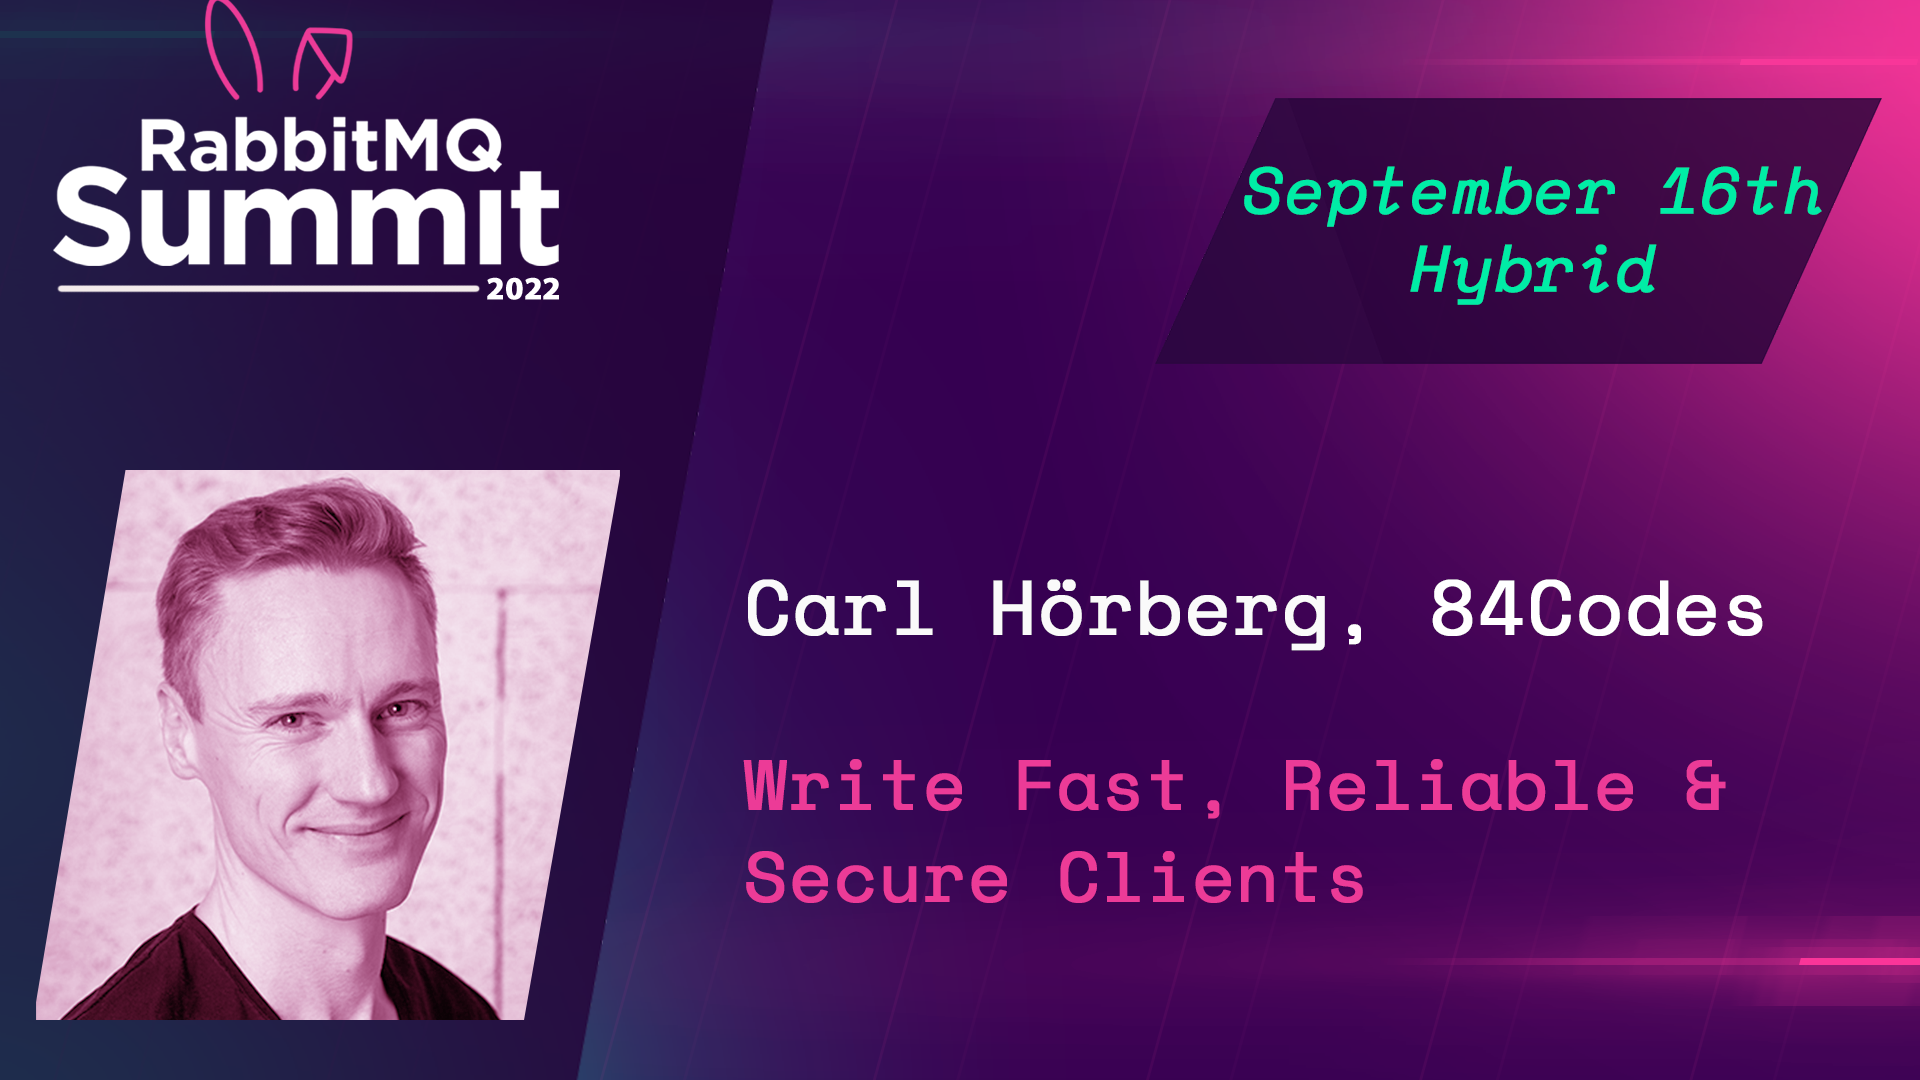 RabbitMQ
Summit
2022
September 16th
Hybrid
Carl Hörberg, 84Codes
Write Fast, Reliable &
Secure Clients